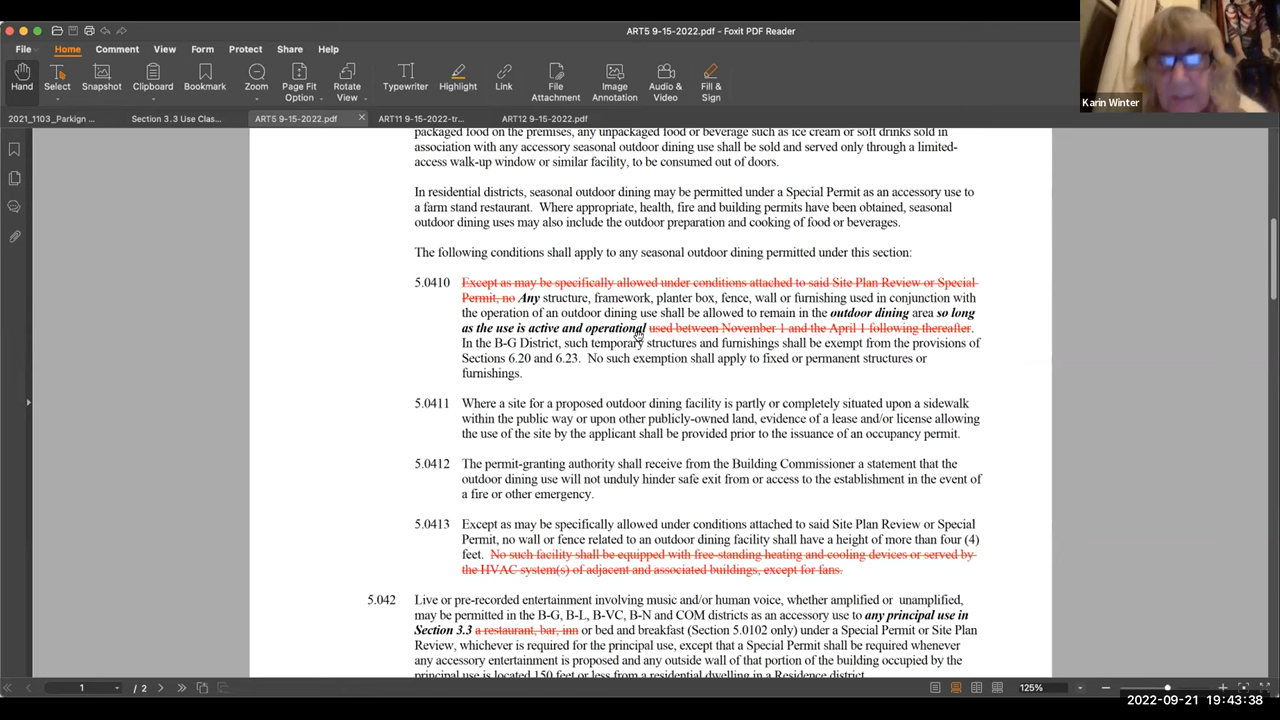 ART5 9-15-2022.pdf - Foxit PDF Reader
File Home Comment View Form Protect Share Help
Hand Select Snapshot Clipboard Bookmark Zoom Page Fit Option Rotate View Typewriter Highlight Link File Attachment Image Annotation Audio & Video Fill & Sign
Karin Winter
2021_1103_Parkign ... Section 3.3 Use Clas... ART5 9-15-2022.pdf ART11 9-15-2022-tr... ART12 9-15-2022.pdf
packaged food on the premises, any unpackaged food or beverage such as ice cream or soft drinks sold in
association with any accessory seasonal outdoor dining use shall be sold and served only through a limited-
access walk-up window or similar facility, to be consumed out of doors.
In residential districts, seasonal outdoor dining may be permitted under a Special Permit as an accessory use to
a farm stand restaurant. Where appropriate, health, fire and building permits have been obtained, seasonal
outdoor dining uses may also include the outdoor preparation and cooking of food or beverages.
The following conditions shall apply to any seasonal outdoor dining permitted under this section:
5.0410 Except as may be specifically allowed under conditions attached to said Site Plan Review or Special
Permit, no Any structure, framework, planter box, fence, wall or furnishing used in conjunction with
the operation of an outdoor dining use shall be allowed to remain in the outdoor dining area so long
as the use is active and operational used between November 1 and the April 1 following thereafter.
In the B-G District, such temporary structures and furnishings shall be exempt from the provisions of
Sections 6.20 and 6.23. No such exemption shall apply to fixed or permanent structures or
furnishings.
5.0411 Where a site for a proposed outdoor dining facility is partly or completely situated upon a sidewalk
within the public way or upon other publicly-owned land, evidence of a lease and/or license allowing
the use of the site by the applicant shall be provided prior to the issuance of an occupancy permit.
5.0412 The permit-granting authority shall receive from the Building Commissioner a statement that the
outdoor dining use will not unduly hinder safe exit from or access to the establishment in the event of
a fire or other emergency.
5.0413 Except as may be specifically allowed under conditions attached to said Site Plan Review or Special
Permit, no wall or fence related to an outdoor dining facility shall have a height of more than four (4)
feet. No such facility shall be equipped with free-standing heating and cooling devices or served by
the HVAC system(s) of adjacent and associated buildings, except for fans.
5.042 Live or pre-recorded entertainment involving music and/or human voice, whether amplified or unamplified,
may be permitted in the B-G, B-L, B-VC, B-N and COM districts as an accessory use to any principal use in
Section 3.3 a restaurant, bar, inn or bed and breakfast (Section 5.0102 only) under a Special Permit or Site Plan
Review, whichever is required for the principal use, except that a Special Permit shall be required whenever
any accessory entertainment is proposed and any outside wall of that portion of the building occupied by the
principal use is located 150 feet or less from a residential dwelling in a Residence district.
1 / 2 125%
2022-09-21 19:43:38